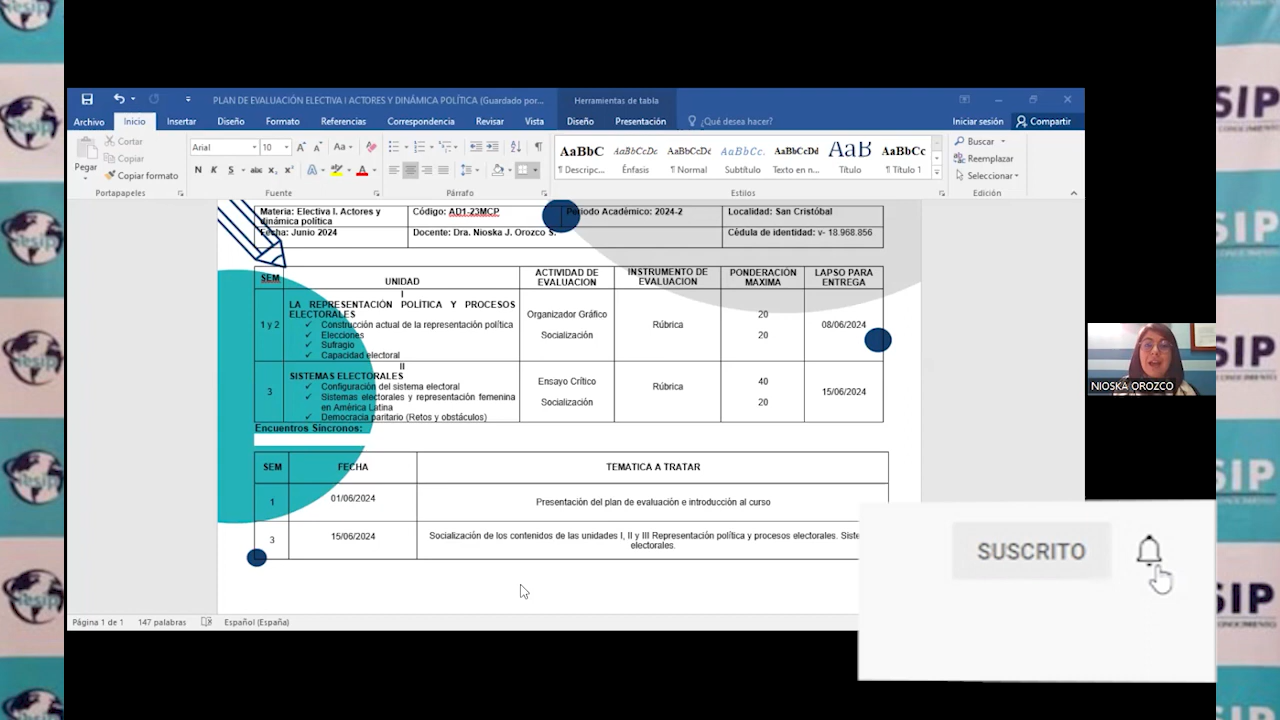 PLAN DE EVALUACIÓN ELECTIVA I ACTORES Y DINÁMICA POLÍTICA (Guardado por...
Herramientas de tabla
Archivo Inicio Insertar Diseño Formato Referencias Correspondencia Revisar Vista Diseño Presentación ¿Qué desea hacer? Iniciar sesión Compartir
Pegar
Cortar
Copiar
Copiar formato
Portapapeles
Arial 10
Fuente
Párrafo
AaBbC AaBbCcDc AaBbCcDc AaBbCc. AaBbCcDd AaB AaBbCc
¶ Descripc... Énfasis ¶ Normal Subtítulo Texto en n... Título ¶ Título 1
Estilos
Buscar
Reemplazar
Seleccionar
Edición
Materia: Electiva I. Actores y dinámica política
Código: AD1-23MCP
Período Académico: 2024-2
Localidad: San Cristóbal
Fecha: Junio 2024
Docente: Dra. Nioska J. Orozco S.
Cédula de identidad: v- 18.968.856
SEM UNIDAD ACTIVIDAD DE EVALUACION INSTRUMENTO DE EVALUACION PONDERACIÓN MAXIMA LAPSO PARA ENTREGA
1 y 2
I
LA REPRESENTACIÓN POLÍTICA Y PROCESOS ELECTORALES
Construcción actual de la representación política
Elecciones
Sufragio
Capacidad electoral
Organizador Gráfico
Socialización
Rúbrica
20
20
08/06/2024
3
II
SISTEMAS ELECTORALES
Configuración del sistema electoral
Sistemas electorales y representación femenina en América Latina
Democracia paritario (Retos y obstáculos)
Ensayo Crítico
Socialización
Rúbrica
40
20
15/06/2024
Encuentros Síncronos:
SEM FECHA TEMATICA A TRATAR
1 01/06/2024 Presentación del plan de evaluación e introducción al curso
3 15/06/2024 Socialización de los contenidos de las unidades I, II y III Representación política y procesos electorales. Siste
electorales.
Página 1 de 1 147 palabras Español (España)
NIOSKA OROZCO
SUSCRITO